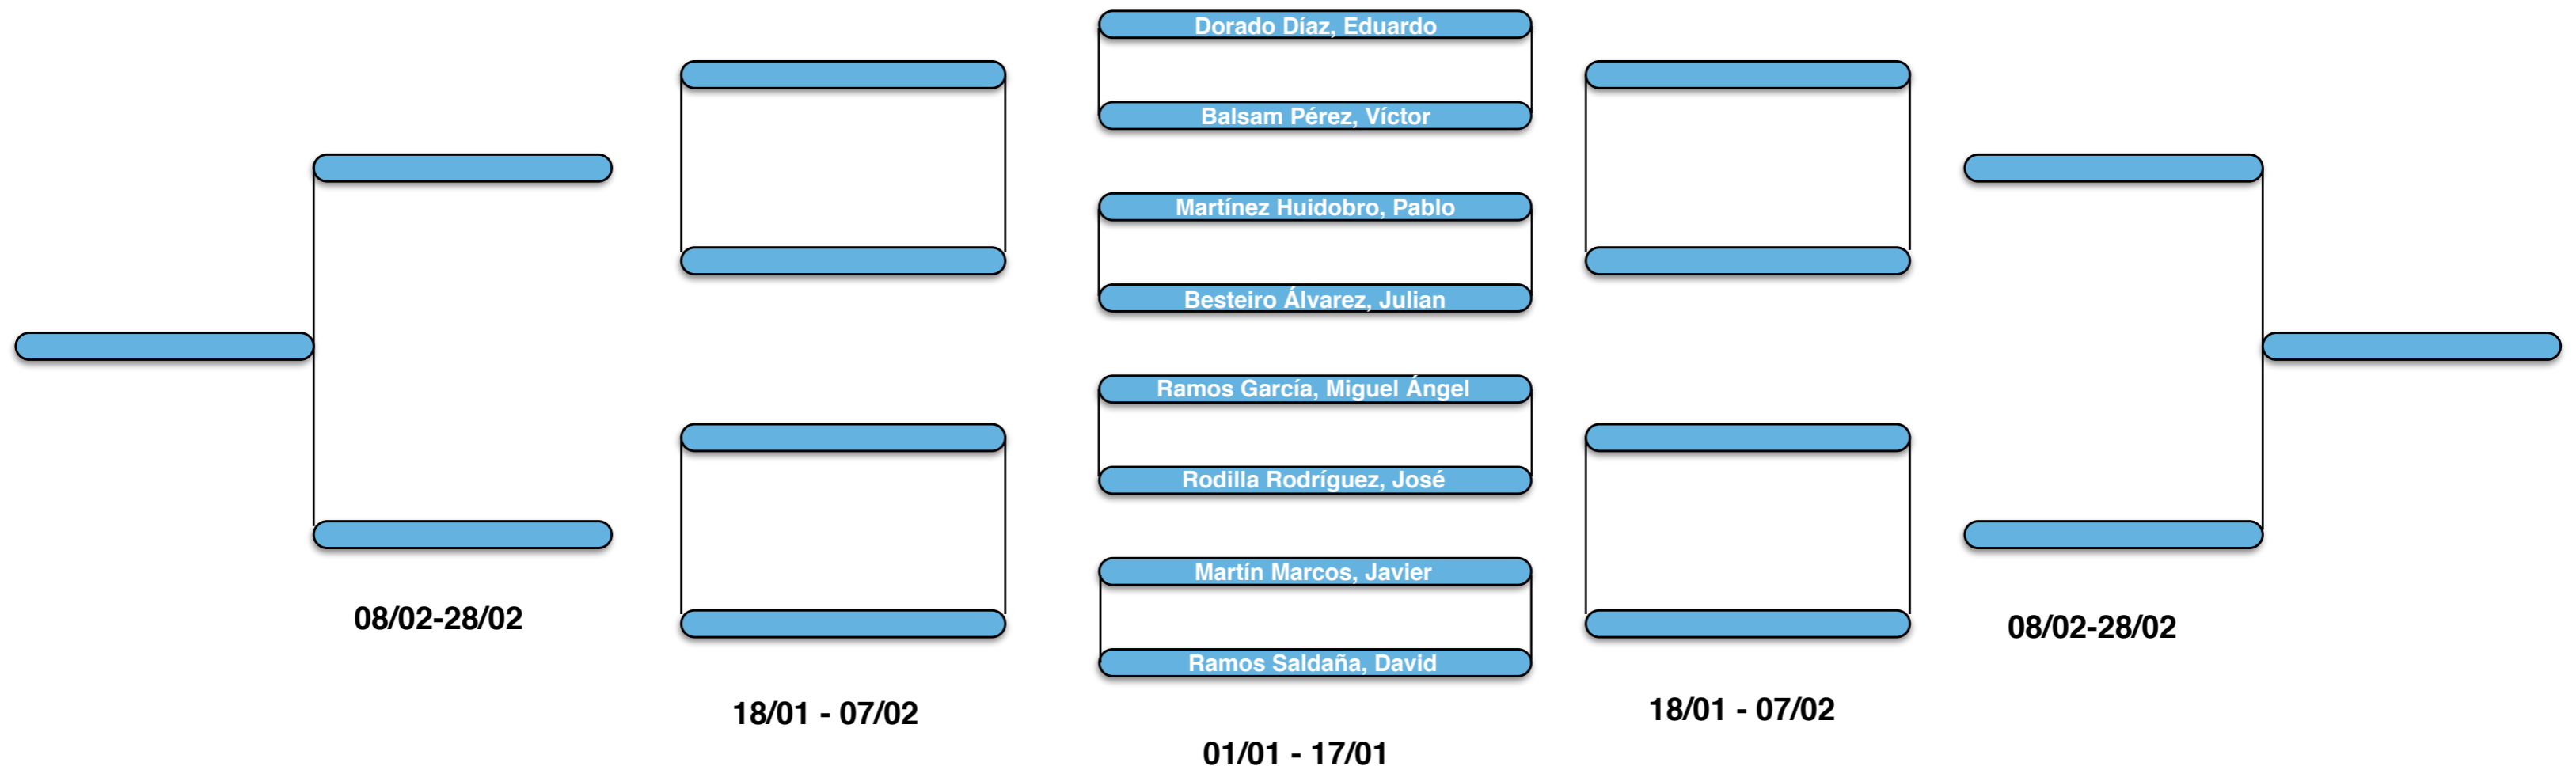 Dorado Díaz, Eduardo
Balsam Pérez, Víctor
Martínez Huidobro, Pablo
Besteiro Álvarez, Julian
Ramos García, Miguel Ángel
Rodilla Rodríguez, José
Martín Marcos, Javier
Ramos Saldaña, David
08/02-28/02
18/01 - 07/02
01/01 - 17/01
18/01 - 07/02
08/02-28/02